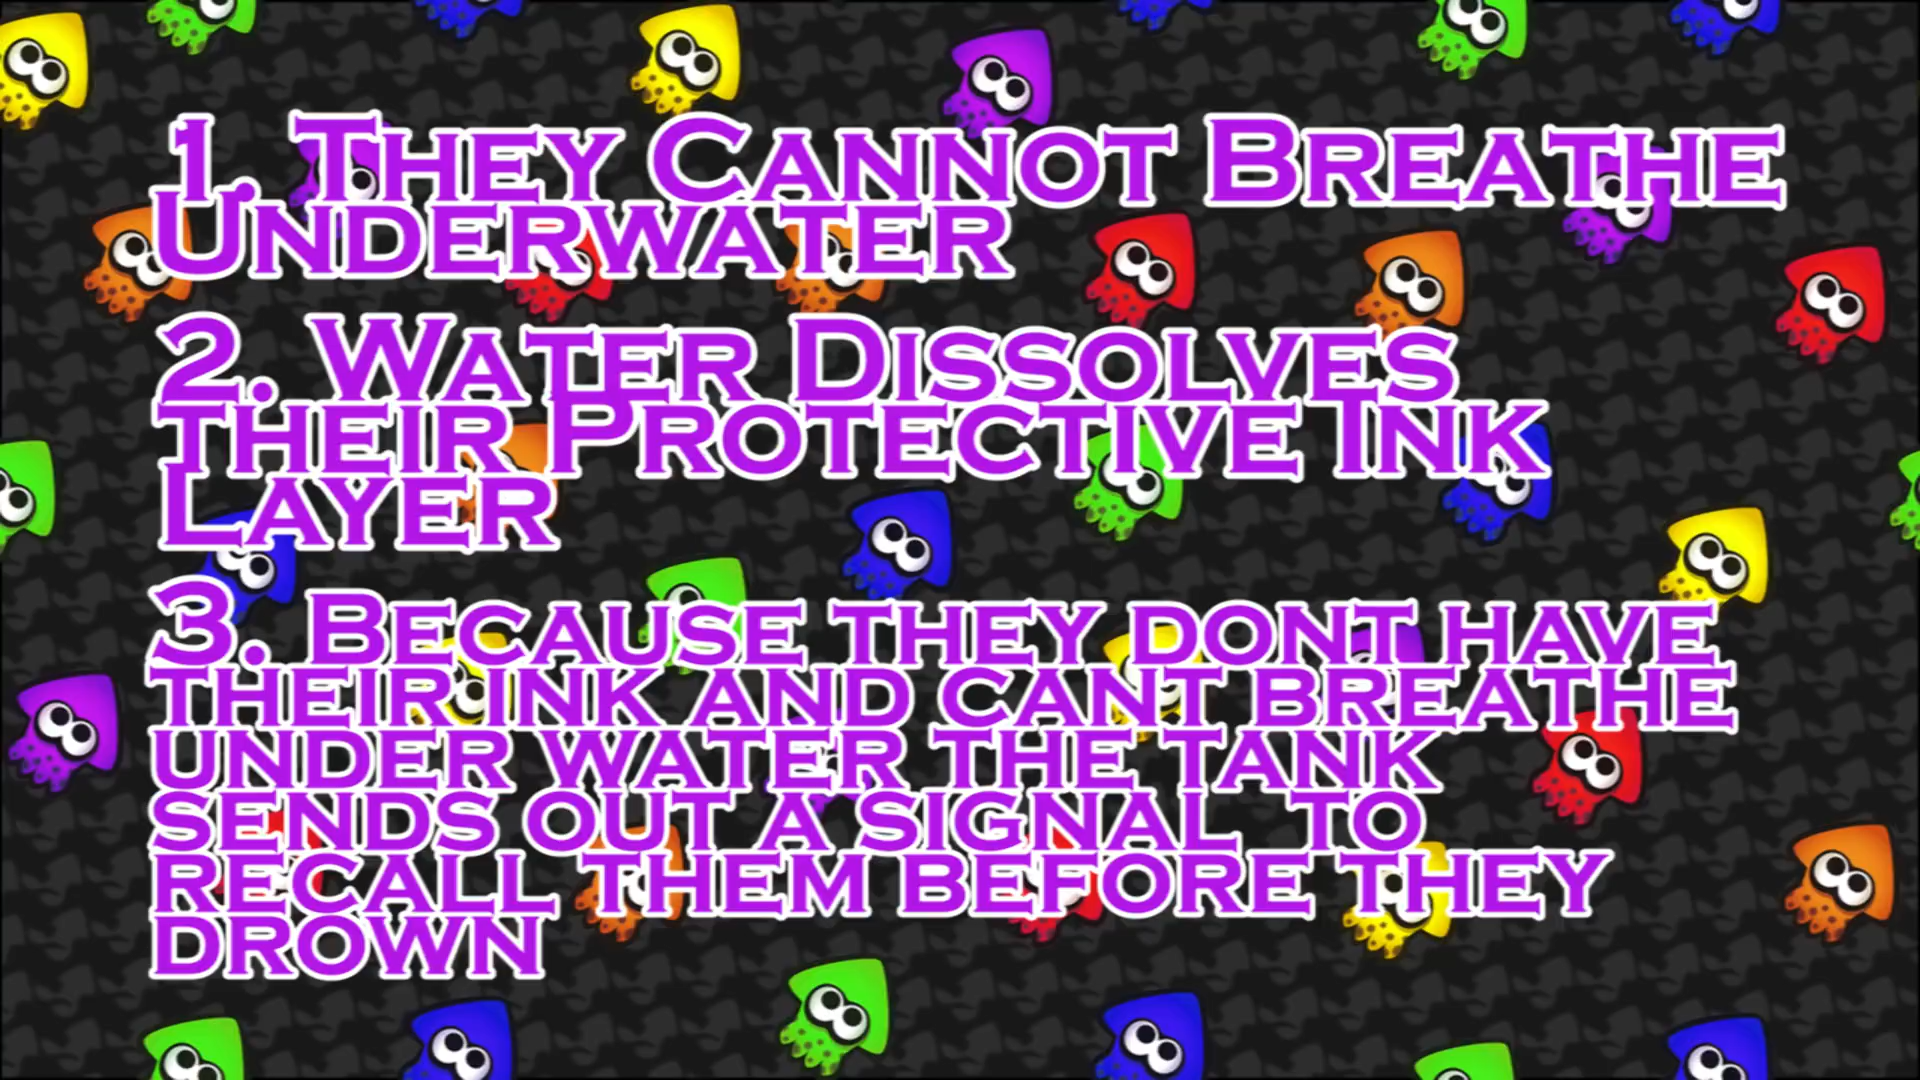 1. They Cannot Breathe
Underwater
2. Water Dissolves
their Protective Ink
Layer
3. Because they dont have
their ink and cant breathe
under water the tank
sends out a signal to
recall them before they
drown